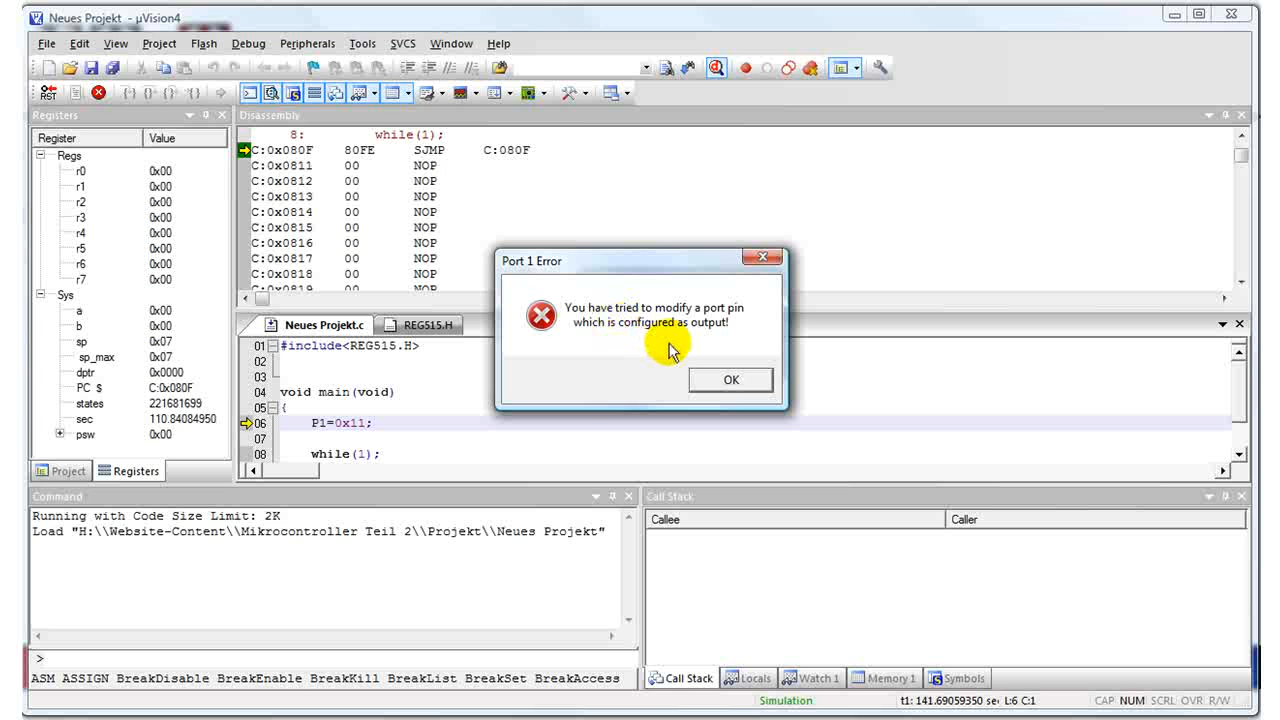 Neues Projekt - µVision4
File Edit View Project Flash Debug Peripherals Tools SVCS Window Help
RST
Registers
Register Value
Regs
r0 0x00
r1 0x00
r2 0x00
r3 0x00
r4 0x00
r5 0x00
r6 0x00
r7 0x00
Sys
a 0x00
b 0x00
sp 0x07
sp_max 0x07
dptr 0x0000
PC $ C:0x080F
states 221681699
sec 110.84084950
psw 0x00
Project Registers
Disassembly
8: while(1);
C:0x080F 80FE SJMP C:080F
C:0x0811 00 NOP
C:0x0812 00 NOP
C:0x0813 00 NOP
C:0x0814 00 NOP
C:0x0815 00 NOP
C:0x0816 00 NOP
C:0x0817 00 NOP
C:0x0818 00 NOP
C:0x0819 00 NOP
Port 1 Error
You have tried to modify a port pin
which is configured as output!
OK
Neues Projekt.c REG515.H
01 #include<REG515.H>
02
03
04 void main(void)
05 {
06 P1=0x11;
07
08 while(1);
Command
Running with Code Size Limit: 2K
Load "H:\\Website-Content\\Mikrocontroller Teil 2\\Projekt\\Neues Projekt"
>
ASM ASSIGN BreakDisable BreakEnable BreakKill BreakList BreakSet BreakAccess
Call Stack
Callee Caller
Call Stack Locals Watch 1 Memory 1 Symbols
Simulation t1: 141.69059350 se L:6 C:1 CAP NUM SCRL OVR R/W